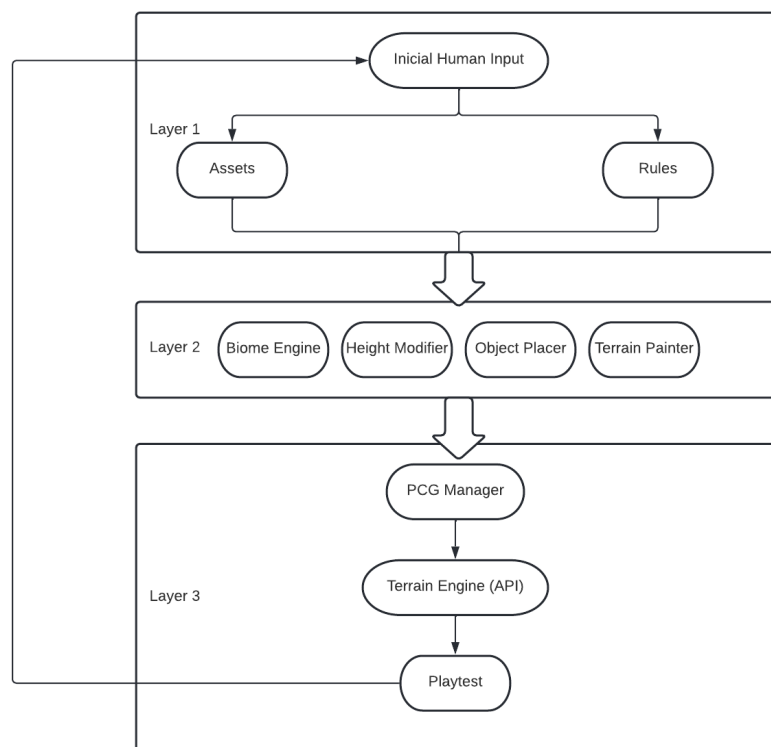 Inicial Human Input
Layer 1
Assets
Rules
Layer 2
Biome Engine
Height Modifier
Object Placer
Terrain Painter
PCG Manager
Terrain Engine (API)
Layer 3
Playtest